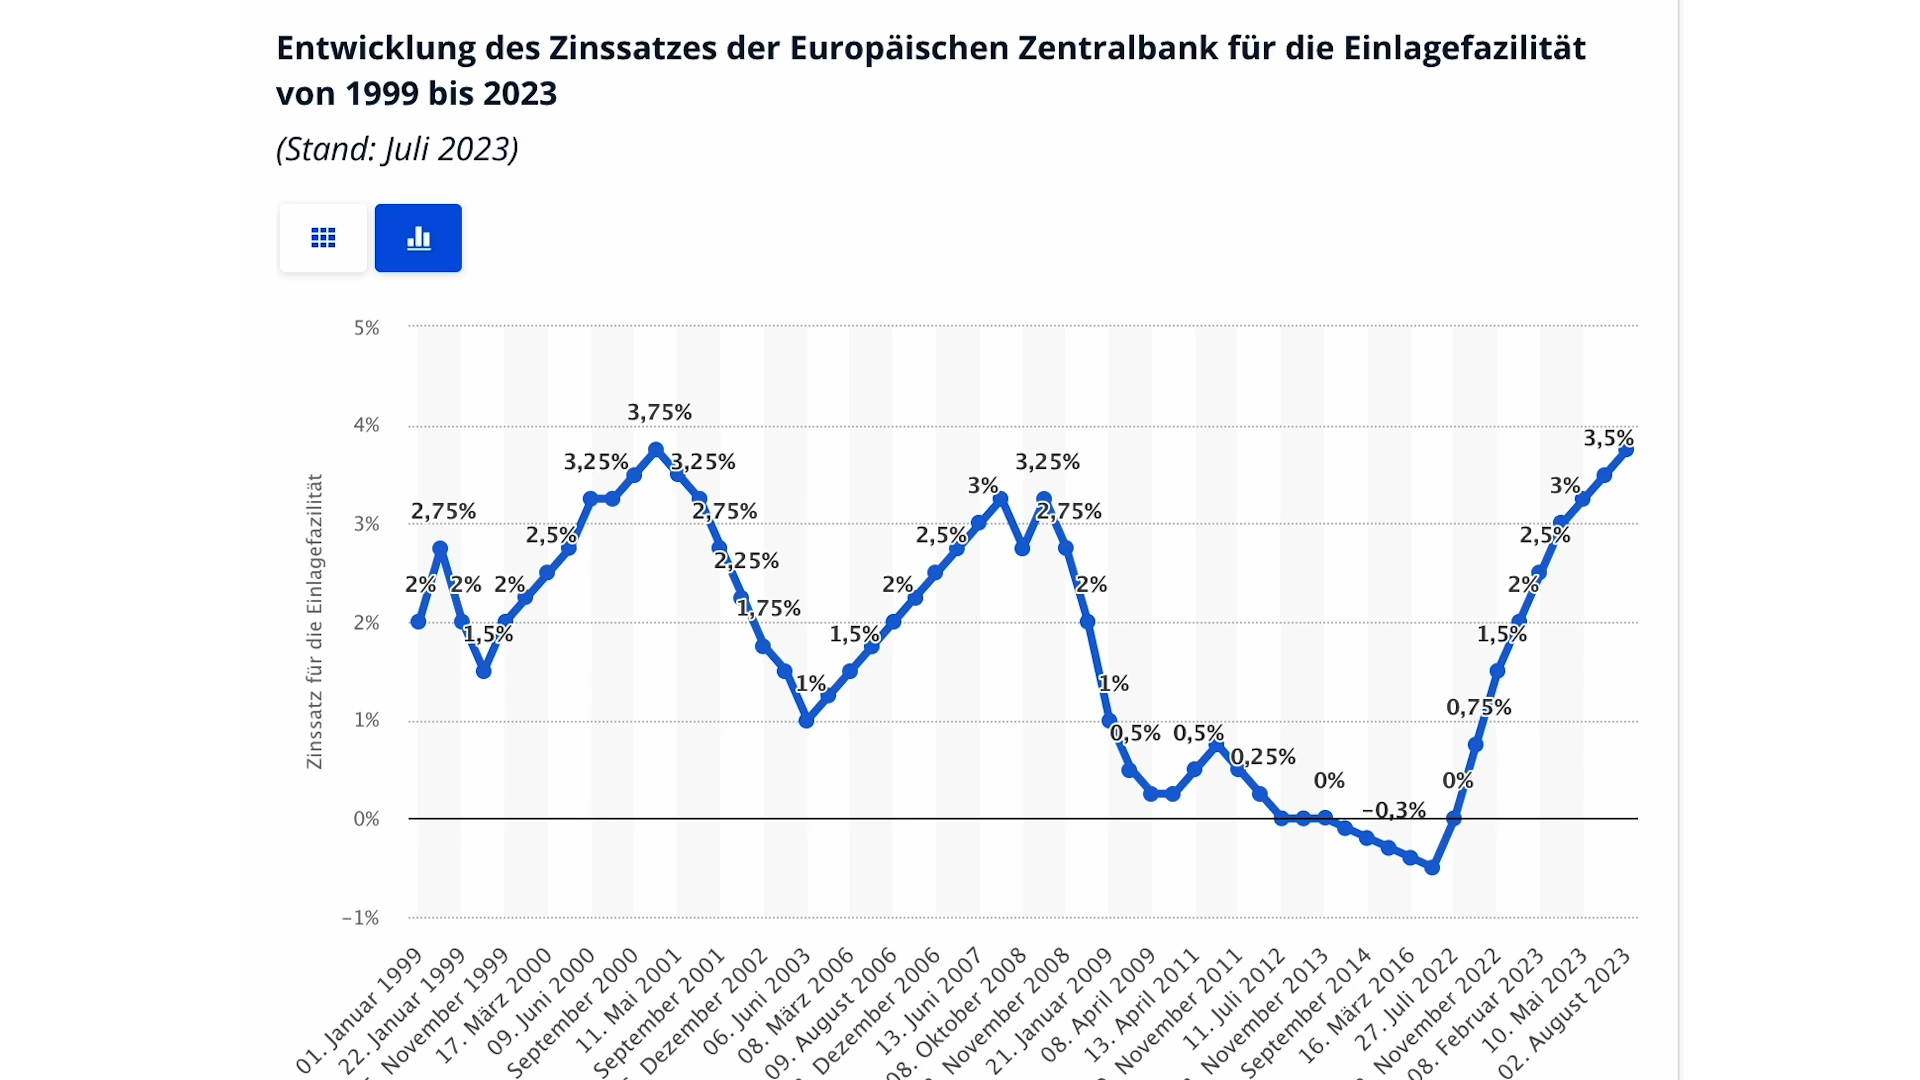 Entwicklung des Zinssatzes der Europäischen Zentralbank für die Einlagefazilität
von 1999 bis 2023
(Stand: Juli 2023)
Zinssatz für die Einlagefazilität
5%
4%
3%
2%
1%
0%
−1%
2%
2,75%
2%
1,5%
2%
2,5%
3,25%
3,75%
3,25%
2,75%
2,25%
1,75%
1%
1,5%
2%
2,5%
3%
3,25%
2,75%
2%
1%
0,5%
0,5%
0,25%
0%
−0,3%
0%
0,75%
1,5%
2%
2,5%
3%
3,5%
01. Januar 1999
22. Januar 1999
November 1999
17. März 2000
09. Juni 2000
September 2000
11. Mai 2001
September 2001
Dezember 2002
06. Juni 2003
08. März 2006
09. August 2006
Dezember 2006
13. Juni 2007
08. Oktober 2008
November 2008
21. Januar 2009
08. April 2009
13. April 2011
November 2011
11. Juli 2012
November 2013
September 2014
16. März 2016
27. Juli 2022
November 2022
08. Februar 2023
10. Mai 2023
02. August 2023